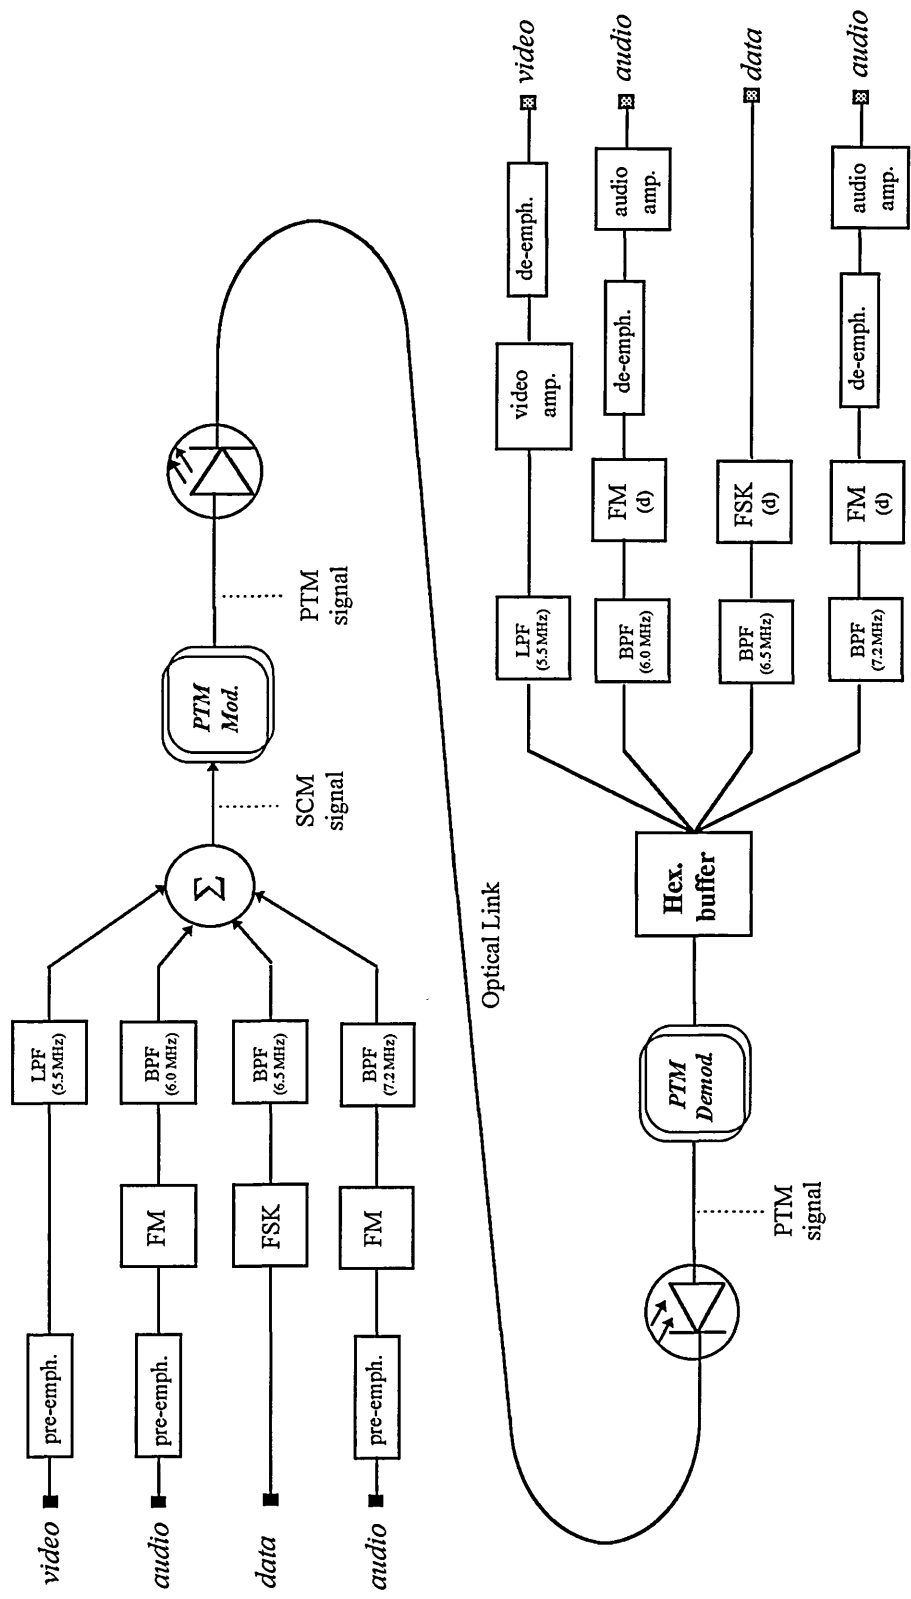 video
pre-emph.
LPF
(5.5 MHz)
audio
pre-emph.
FM
BPF
(6.0 MHz)
data
FSK
BPF
(6.5 MHz)
audio
pre-emph.
FM
BPF
(7.2 MHz)
Σ
SCM
signal
PTM
Mod.
PTM
signal
Optical Link
PTM
signal
PTM
Demod.
Hex.
buffer
LPF
(5.5 MHz)
video
amp.
de-emph.
video
BPF
(6.0 MHz)
FM
(d)
de-emph.
audio
amp.
audio
BPF
(6.5 MHz)
FSK
(d)
data
BPF
(7.2 MHz)
FM
(d)
de-emph.
audio
amp.
audio